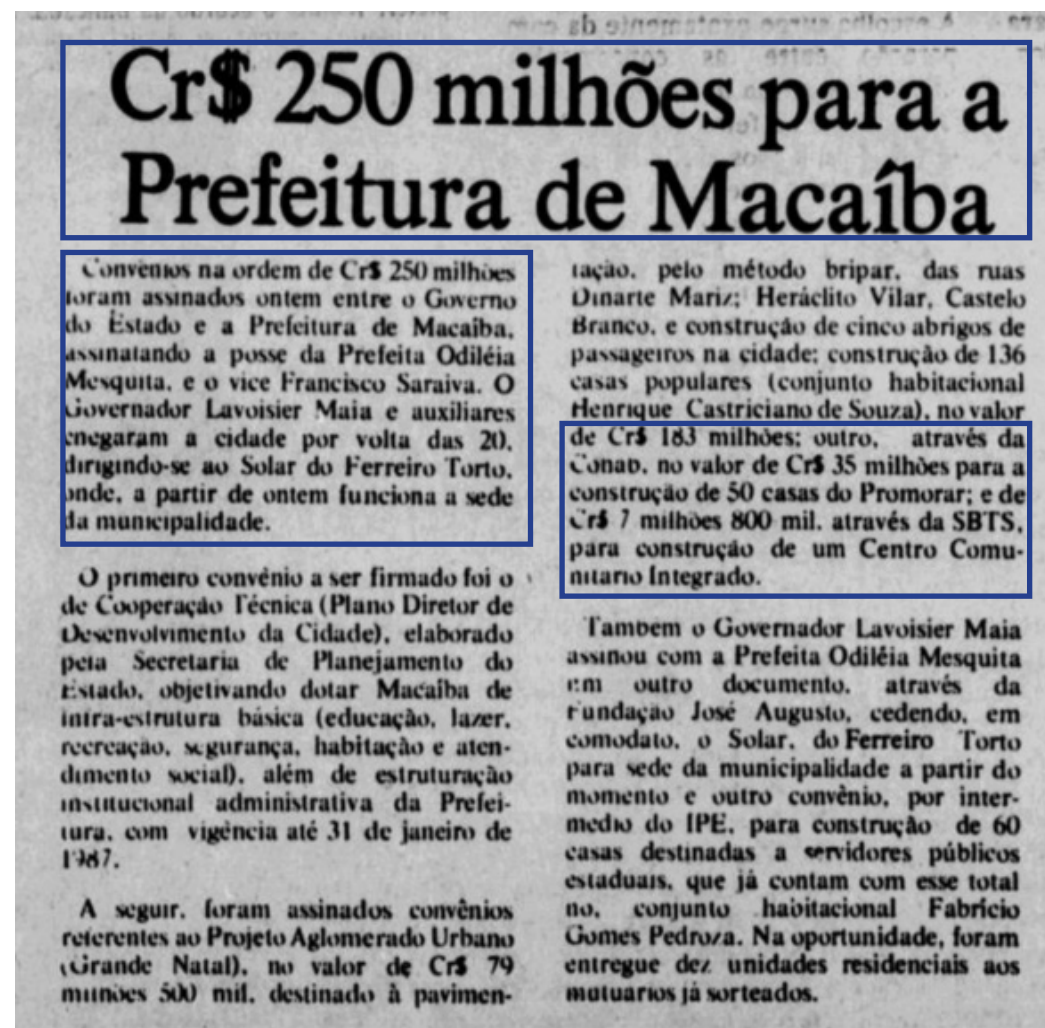 Cr$ 250 milhões para a
Prefeitura de Macaíba
Convênios na ordem de Cr$ 250 milhões
foram assinados ontem entre o Governo
do Estado e a Prefeitura de Macaíba,
assinalando a posse da Prefeita Odiléia
Mesquita, e o vice Francisco Saraiva. O
Governador Lavoisier Maia e auxiliares
chegaram a cidade por volta das 20,
dirigindo-se ao Solar do Ferreiro Torto,
onde, a partir de ontem funciona a sede
da municipalidade.
O primeiro convênio a ser firmado foi o
de Cooperação Técnica (Plano Diretor de
Desenvolvimento da Cidade), elaborado
pela Secretaria de Planejamento do
Estado, objetivando dotar Macaíba de
infra-estrutura básica (educação, lazer,
recreação, segurança, habitação e aten-
dimento social), além de estruturação
institucional administrativa da Prefei-
tura, com vigência até 31 de janeiro de
1987.
A seguir, foram assinados convênios
referentes ao Projeto Aglomerado Urbano
(Grande Natal), no valor de Cr$ 79
milhões 500 mil, destinado à pavimen-
tação, pelo método bripar, das ruas
Dinarte Mariz; Heráclito Vilar, Castelo
Branco, e construção de cinco abrigos de
passageiros na cidade; construção de 136
casas populares (conjunto habitacional
Henrique Castriciano de Souza), no valor
de Cr$ 183 milhões; outro, através da
Conab, no valor de Cr$ 35 milhões para a
construção de 50 casas do Promorar; e de
Cr$ 7 milhões 800 mil, através da SBTS,
para construção de um Centro Comu-
nitário Integrado.
Também o Governador Lavoisier Maia
assinou com a Prefeita Odiléia Mesquita
em outro documento, através da
Fundação José Augusto, cedendo, em
comodato, o Solar, do Ferreiro Torto
para sede da municipalidade a partir do
momento e outro convênio, por inter-
medio do IPE, para construção de 60
casas destinadas a servidores públicos
estaduais, que já contam com esse total
no, conjunto habitacional Fabrício
Gomes Pedroza. Na oportunidade, foram
entregue dez unidades residenciais aos
mutuários já sorteados.